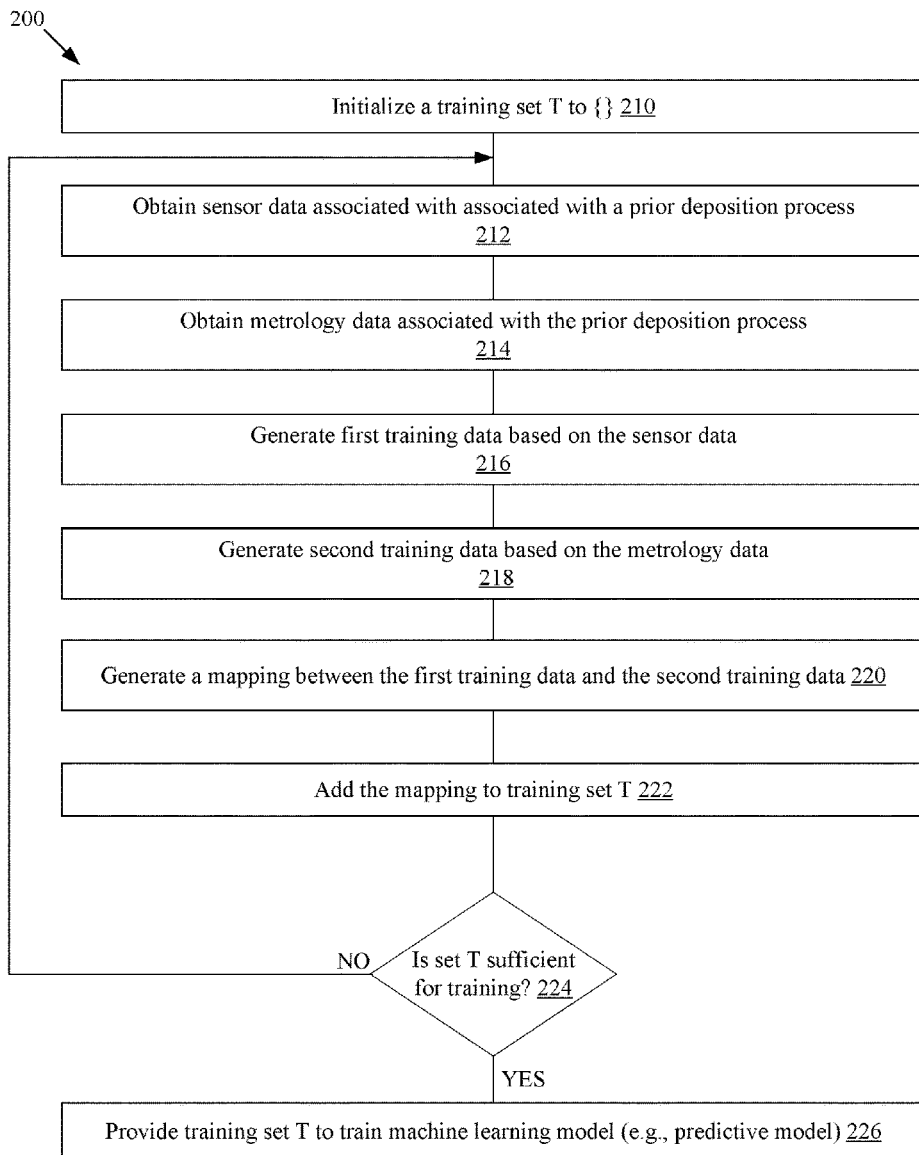 200
Initialize a training set T to {} 210
Obtain sensor data associated with associated with a prior deposition process
212
Obtain metrology data associated with the prior deposition process
214
Generate first training data based on the sensor data
216
Generate second training data based on the metrology data
218
Generate a mapping between the first training data and the second training data 220
Add the mapping to training set T 222
NO
Is set T sufficient
for training? 224
YES
Provide training set T to train machine learning model (e.g., predictive model) 226